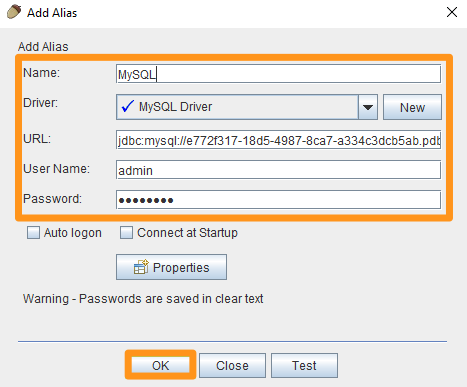 Add Alias
Add Alias
Name: MySQL
Driver: MySQL Driver New
URL: jdbc:mysql://e772f317-18d5-4987-8ca7-a334c3dcb5ab.pdb
User Name: admin
Password: ••••••••
Auto logon Connect at Startup
Properties
Warning - Passwords are saved in clear text
OK Close Test